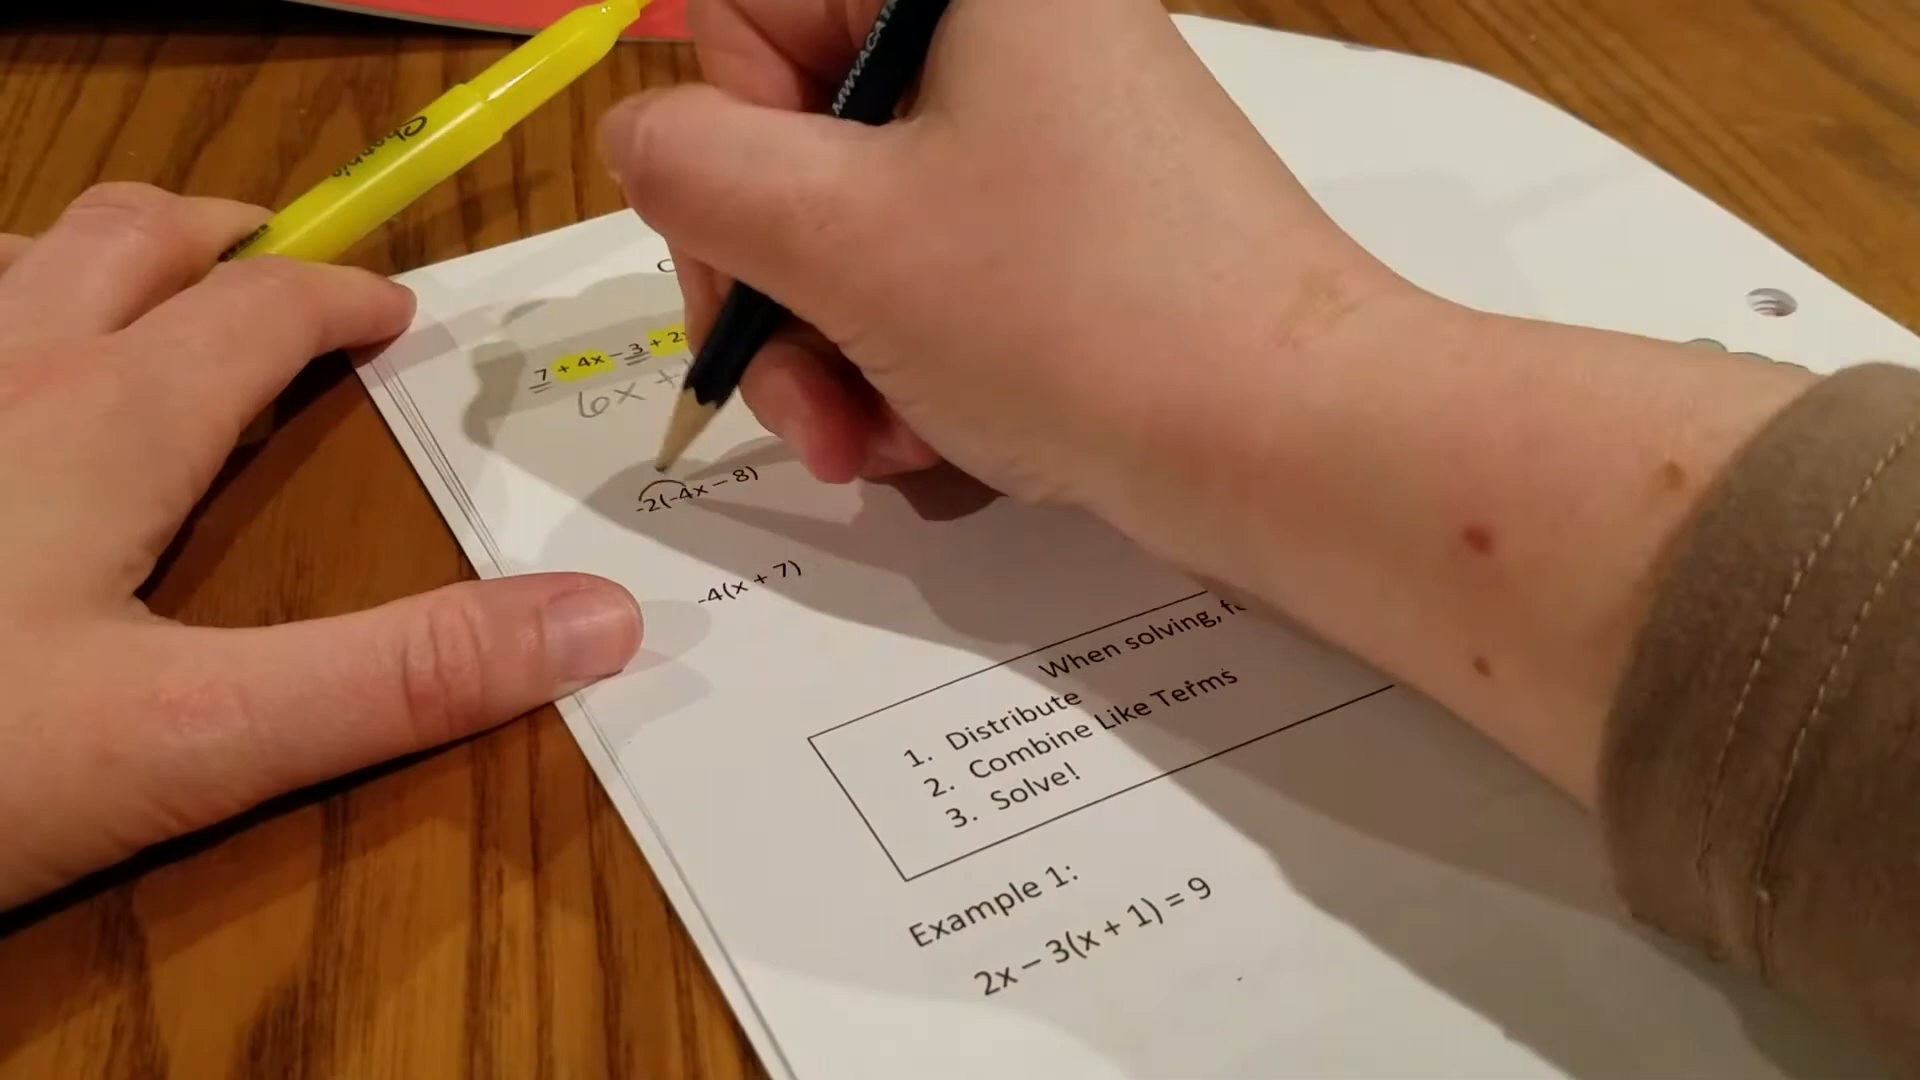 Sharpie
7 + 4x – 3 + 2
6x +
-2(-4x – 8)
-4(x + 7)
When solving,
1. Distribute
2. Combine Like Terms
3. Solve!
Example 1:
2x – 3(x + 1) = 9